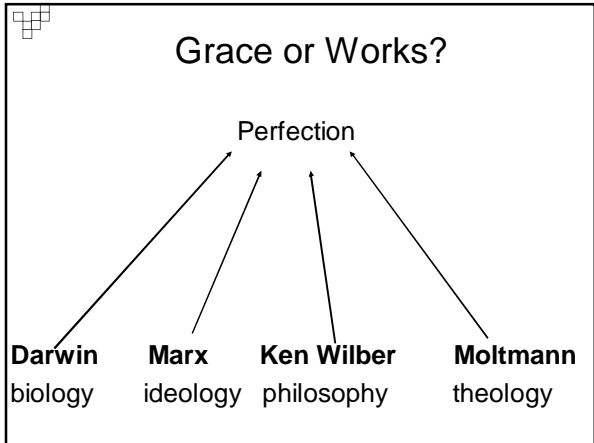 Grace or Works?
Perfection
Darwin Marx Ken Wilber Moltmann
biology ideology philosophy theology